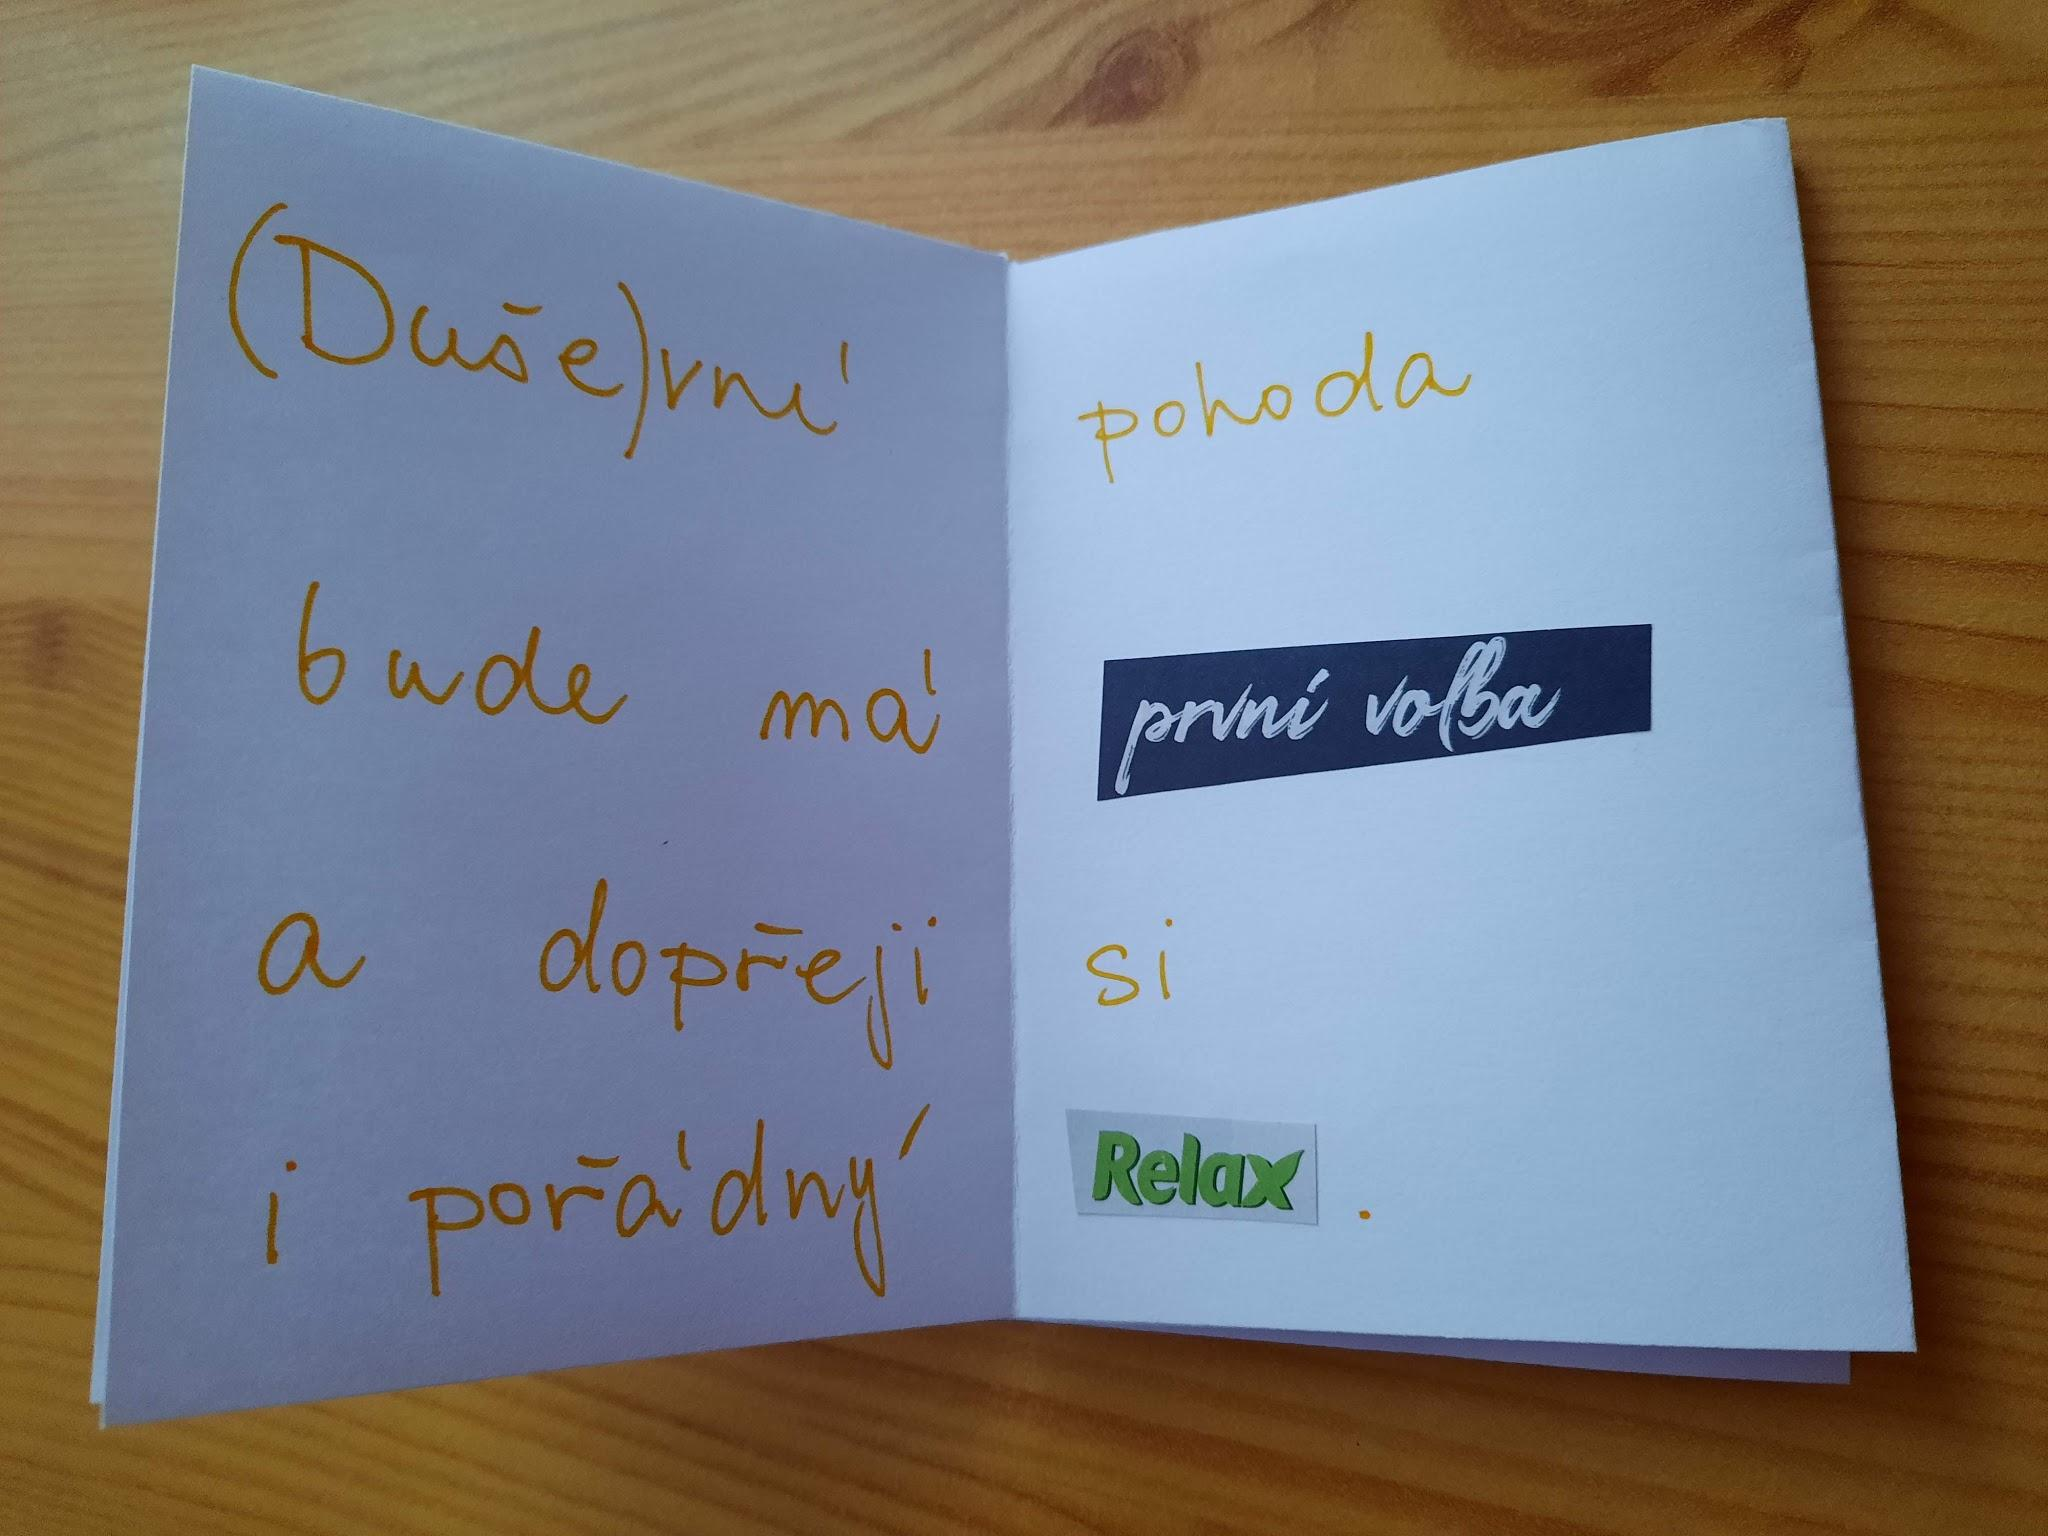 (Duše)vní pohoda
bude má první volba
a dopřeji si
i pořádný Relax.